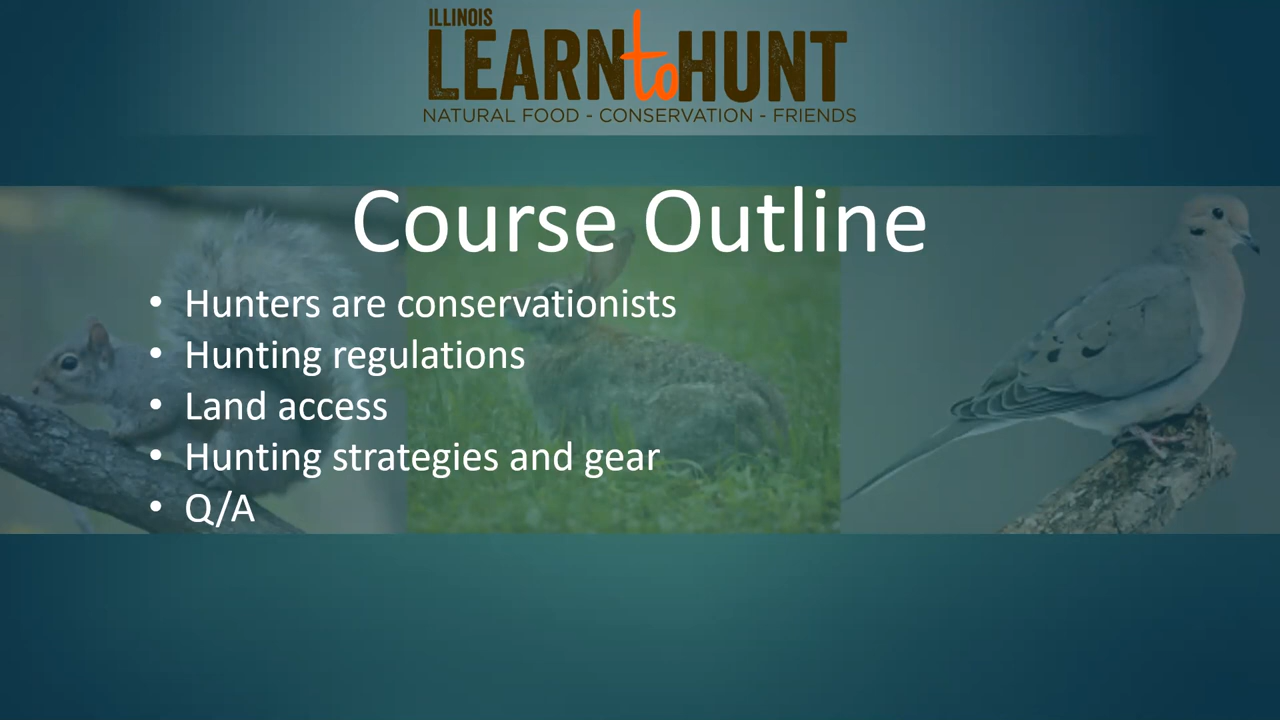 ILLINOIS
LEARN to HUNT
NATURAL FOOD - CONSERVATION - FRIENDS
Course Outline
• Hunters are conservationists
• Hunting regulations
• Land access
• Hunting strategies and gear
• Q/A